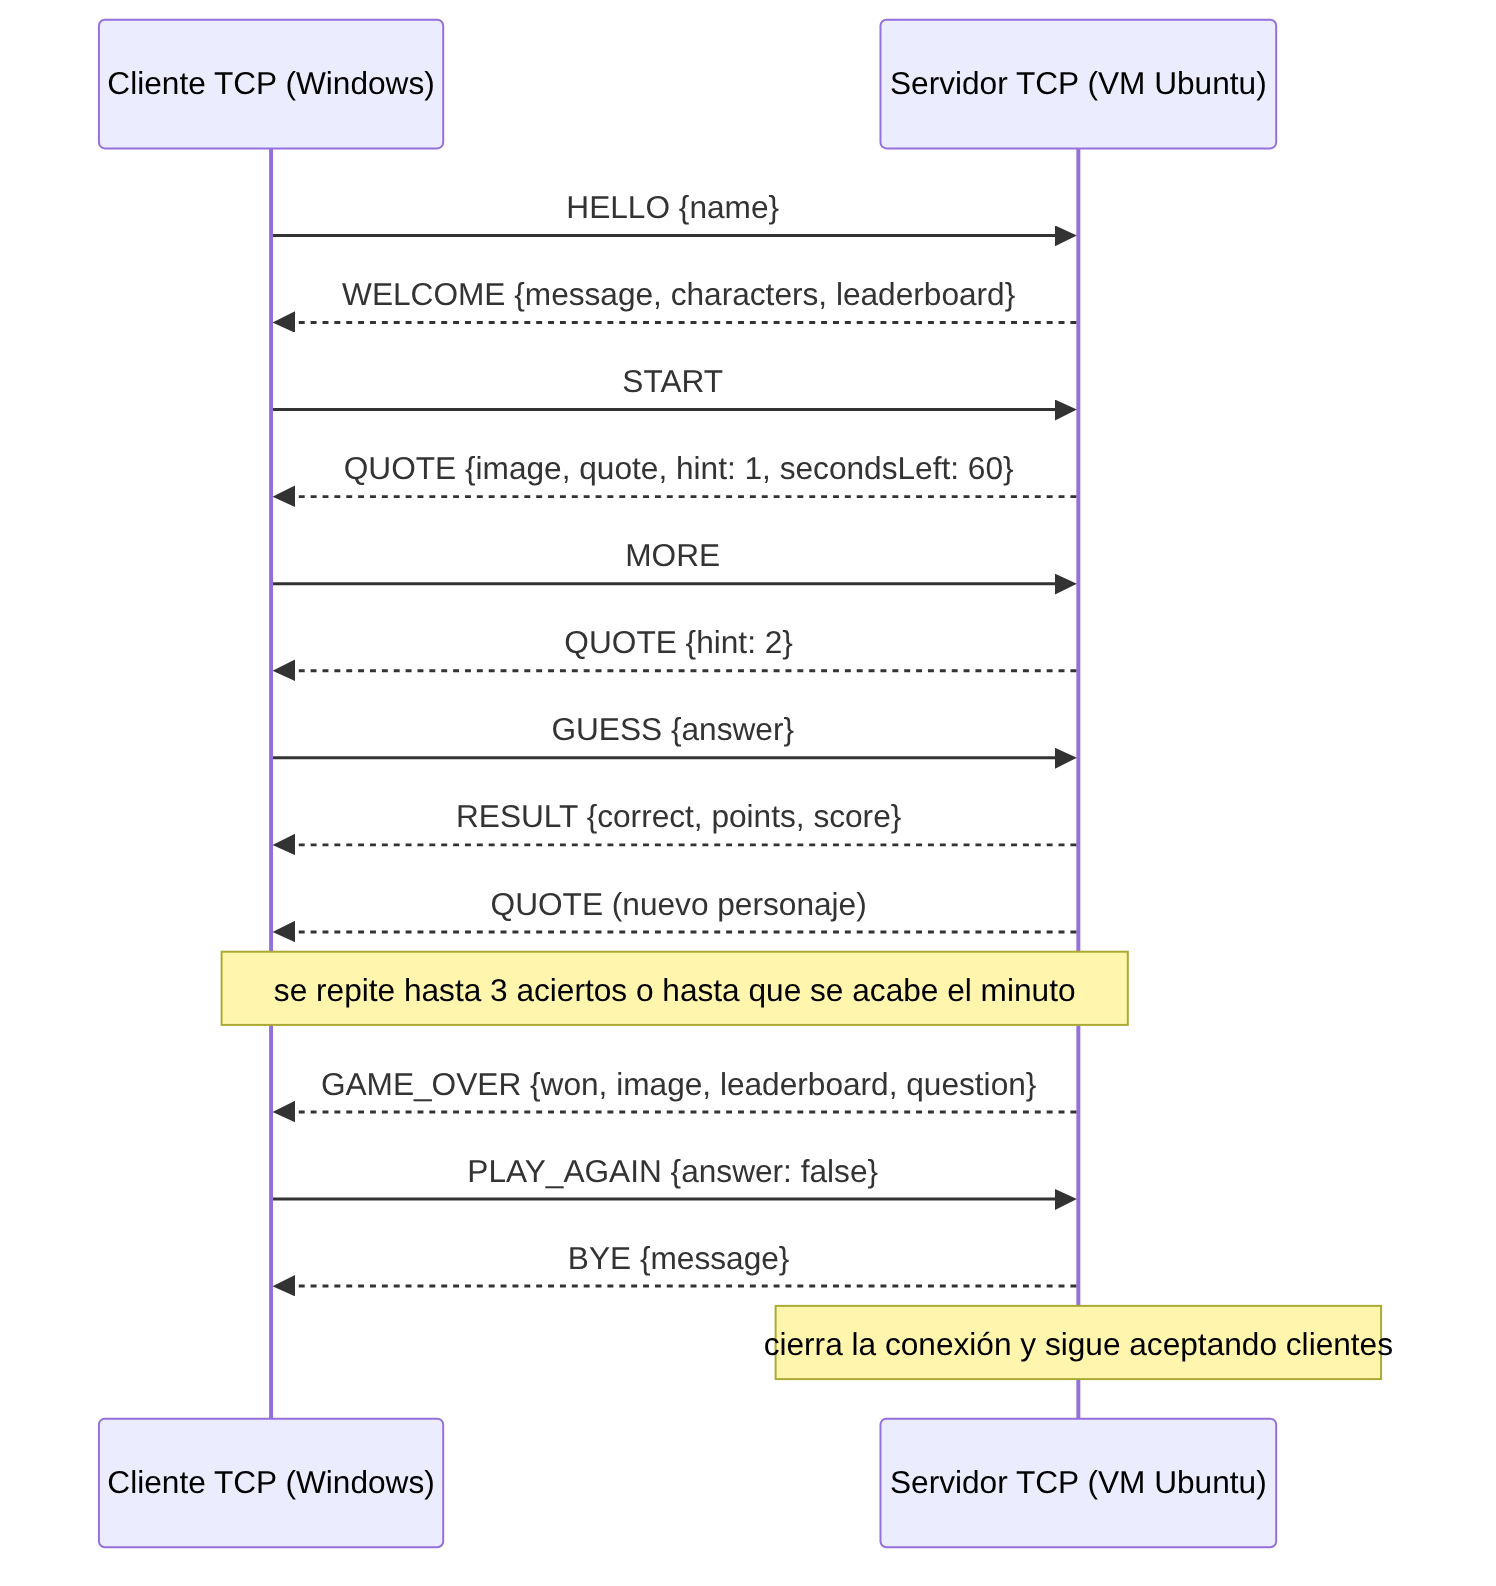 Cliente TCP (Windows)
Servidor TCP (VM Ubuntu)
HELLO {name}
WELCOME {message, characters, leaderboard}
START
QUOTE {image, quote, hint: 1, secondsLeft: 60}
MORE
QUOTE {hint: 2}
GUESS {answer}
RESULT {correct, points, score}
QUOTE (nuevo personaje)
se repite hasta 3 aciertos o hasta que se acabe el minuto
GAME_OVER {won, image, leaderboard, question}
PLAY_AGAIN {answer: false}
BYE {message}
cierra la conexión y sigue aceptando clientes
Cliente TCP (Windows)
Servidor TCP (VM Ubuntu)